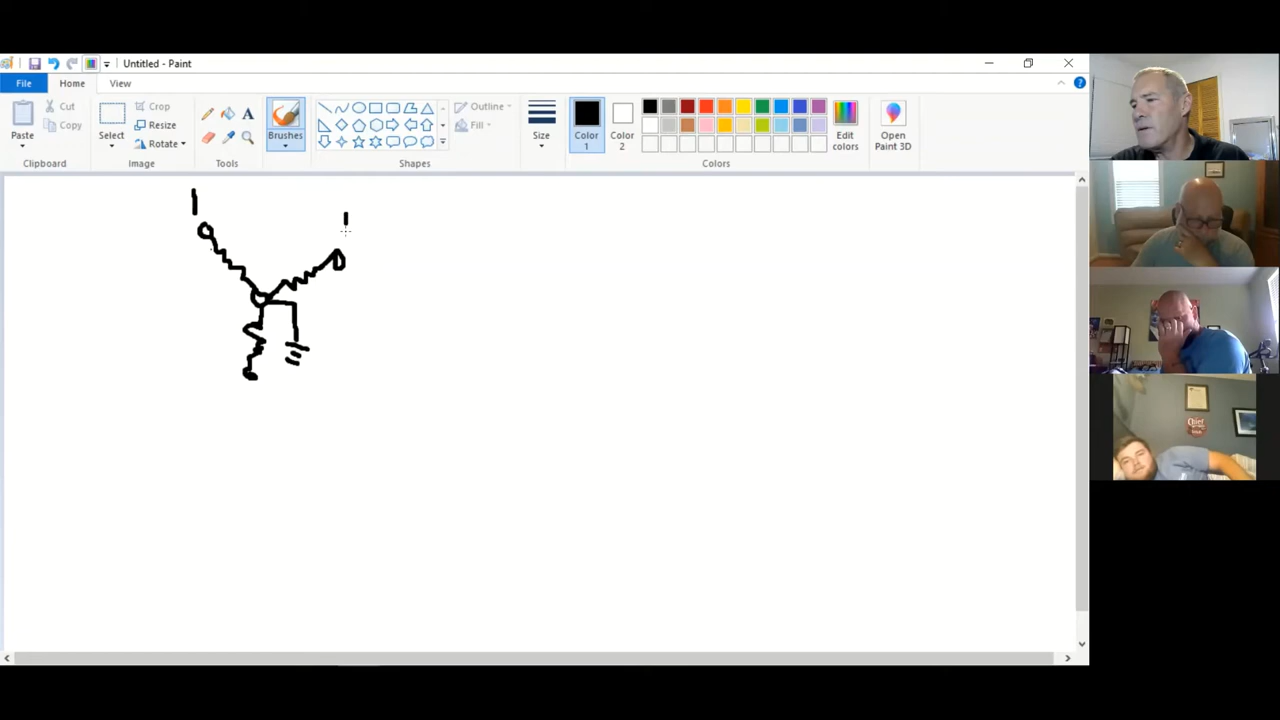 Untitled - Paint
File
Home
View
Paste
Cut
Copy
Clipboard
Select
Crop
Resize
Rotate
Image
Tools
Brushes
Shapes
Outline
Fill
Size
Color 1
Color 2
Colors
Edit colors
Open Paint 3D
Chief